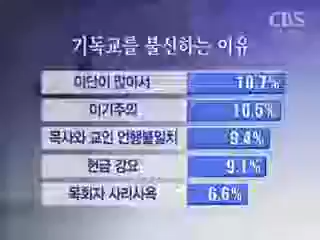 CBS
기독교를 불신하는 이유
이단이 많아서 10.7%
이기주의 10.5%
목사와 교인 언행불일치 9.4%
헌금 강요 9.1%
목회자 사리사욕 6.6%